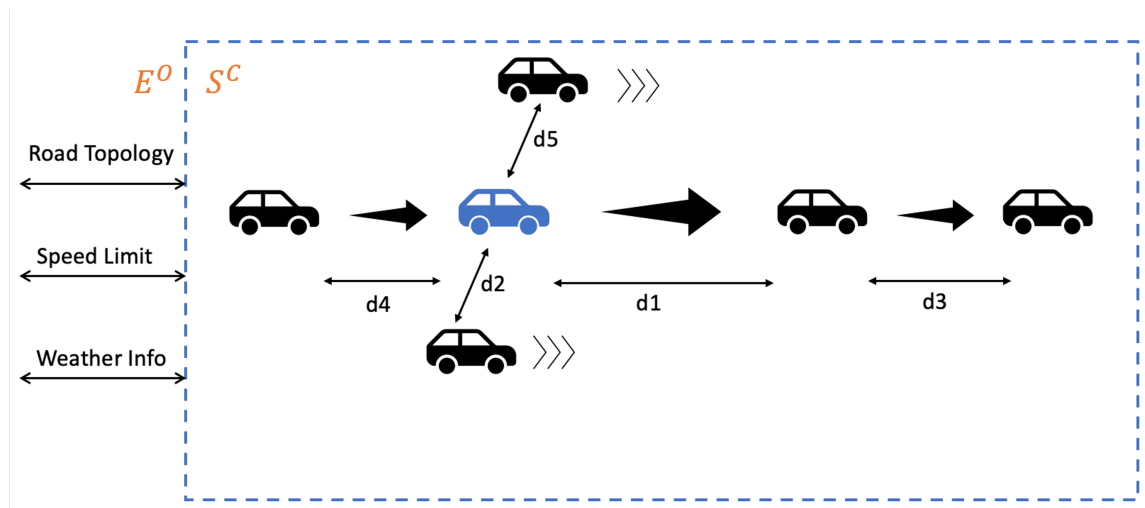 E^O S^C
Road Topology
d5
Speed Limit
d2
d4
d1
d3
Weather Info